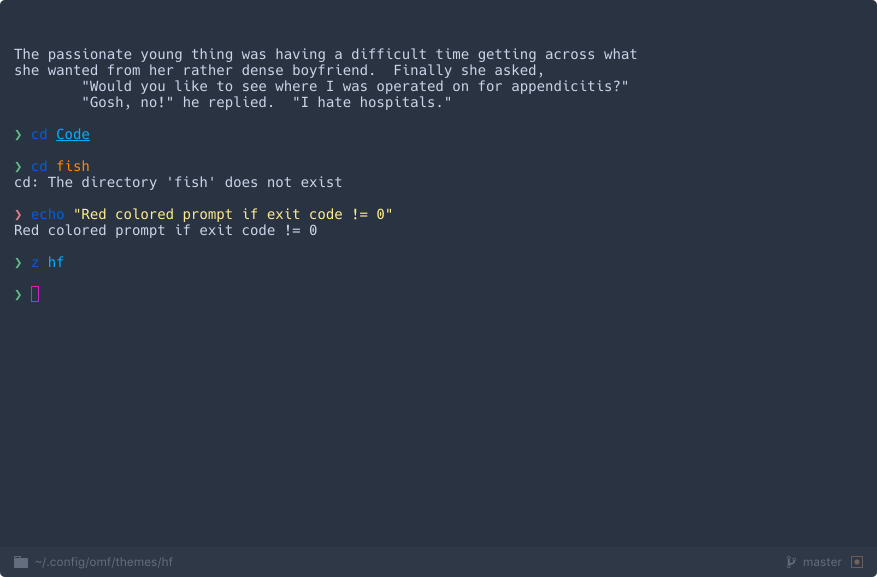 The passionate young thing was having a difficult time getting across what
she wanted from her rather dense boyfriend.  Finally she asked,
        "Would you like to see where I was operated on for appendicitis?"
        "Gosh, no!" he replied.  "I hate hospitals."
❯ cd Code
❯ cd fish
cd: The directory 'fish' does not exist
❯ echo "Red colored prompt if exit code != 0"
Red colored prompt if exit code != 0
❯ z hf
❯
~/.config/omf/themes/hf master